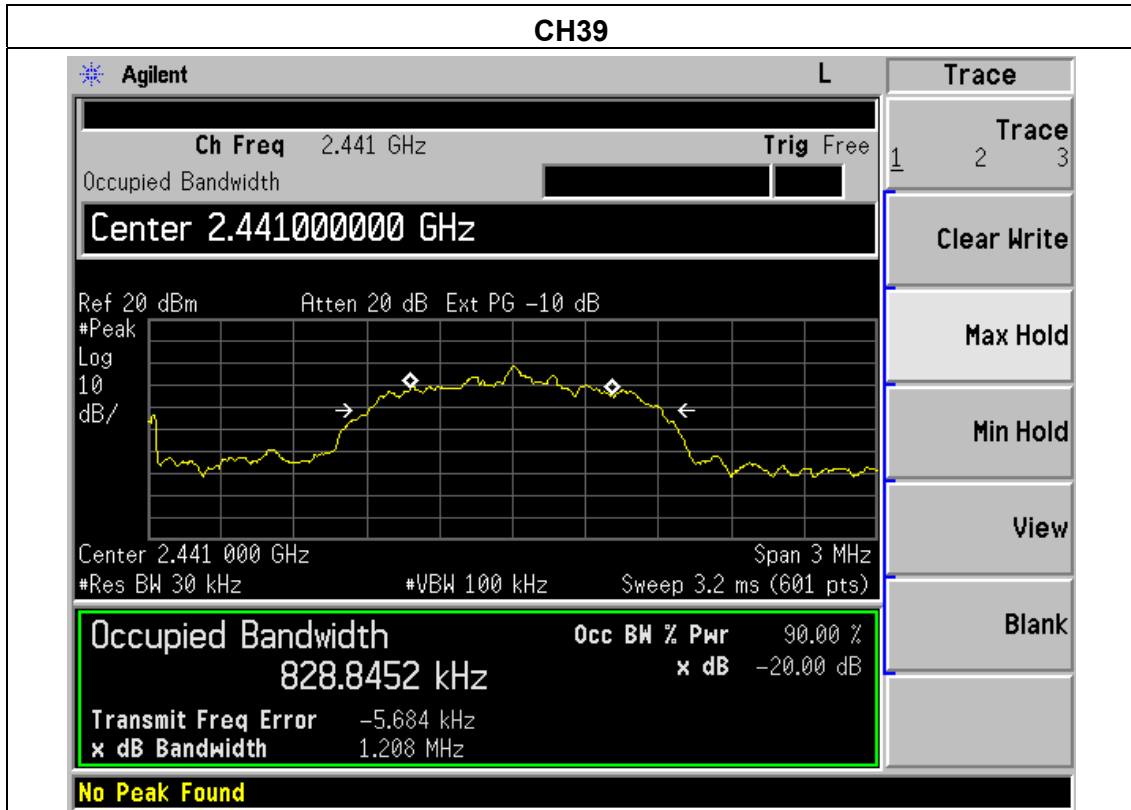 CH39
Agilent L Trace
Ch Freq 2.441 GHz Trig Free
Occupied Bandwidth
Center 2.441000000 GHz
Ref 20 dBm Atten 20 dB Ext PG -10 dB
#Peak
Log
10
dB/
Center 2.441 000 GHz Span 3 MHz
#Res BW 30 kHz #VBW 100 kHz Sweep 3.2 ms (601 pts)
Occupied Bandwidth Occ BW % Pwr 90.00 %
828.8452 kHz x dB -20.00 dB
Transmit Freq Error -5.684 kHz
x dB Bandwidth 1.208 MHz
No Peak Found
Trace
1 2 3
Clear Write
Max Hold
Min Hold
View
Blank